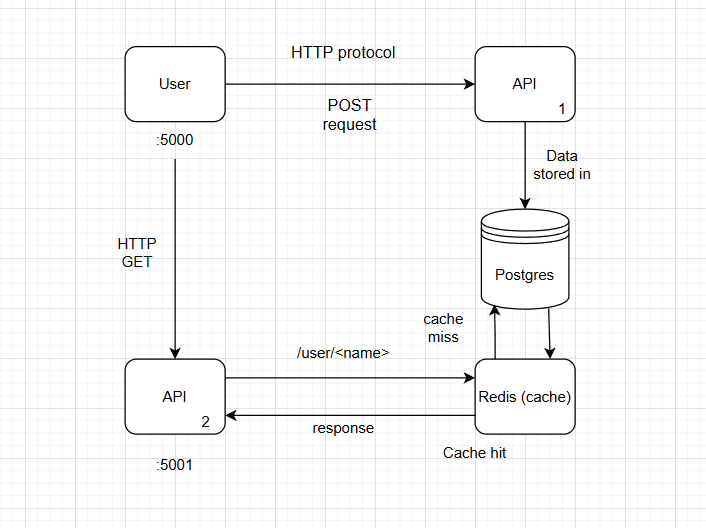 HTTP protocol
User
API
1
POST
request
:5000
Data
stored in
HTTP
GET
Postgres
cache
miss
/user/<name>
API
2
Redis (cache)
response
Cache hit
:5001